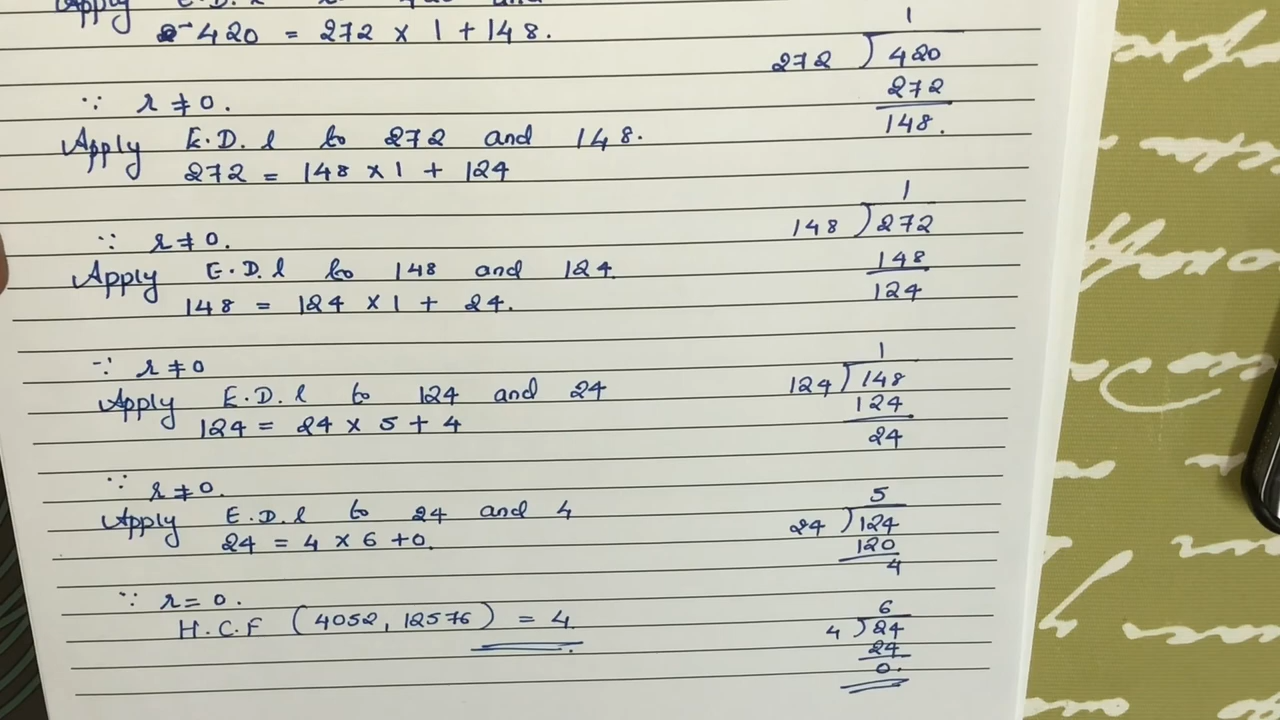 420 = 272 × 1 + 148.
∵ r ≠ 0.
Apply E.D.l to 272 and 148.
272 = 148 × 1 + 124
∵ r ≠ 0.
Apply E.D.l to 148 and 124.
148 = 124 × 1 + 24.
∵ r ≠ 0
Apply E.D.l to 124 and 24
124 = 24 × 5 + 4
∵ r ≠ 0.
Apply E.D.l to 24 and 4
24 = 4 × 6 + 0.
∵ r = 0.
H.C.F (4052, 12576) = 4.
1
272 ) 420
272
148.
1
148 ) 272
148
124
1
124 ) 148
124
24
5
24 ) 124
120
4
6
4 ) 24
24
0.